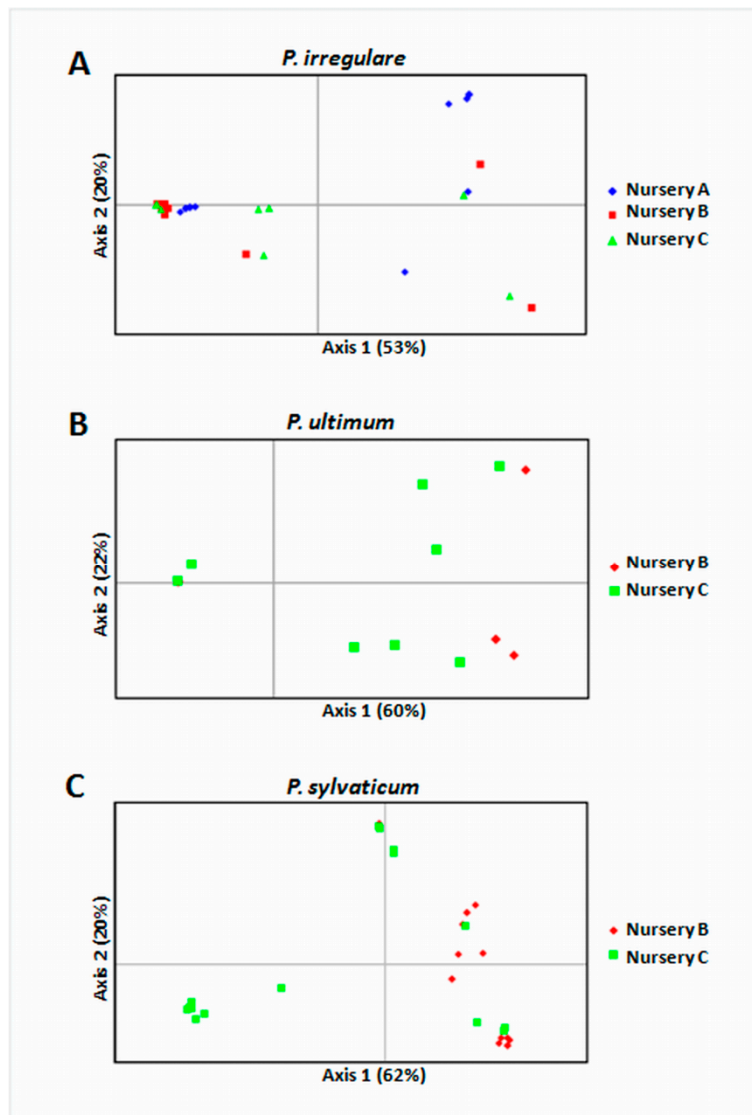 A
P. irregulare
Axis 2 (20%)
Nursery A
Nursery B
Nursery C
Axis 1 (53%)
B
P. ultimum
Axis 2 (22%)
Nursery B
Nursery C
Axis 1 (60%)
C
P. sylvaticum
Axis 2 (20%)
Nursery B
Nursery C
Axis 1 (62%)